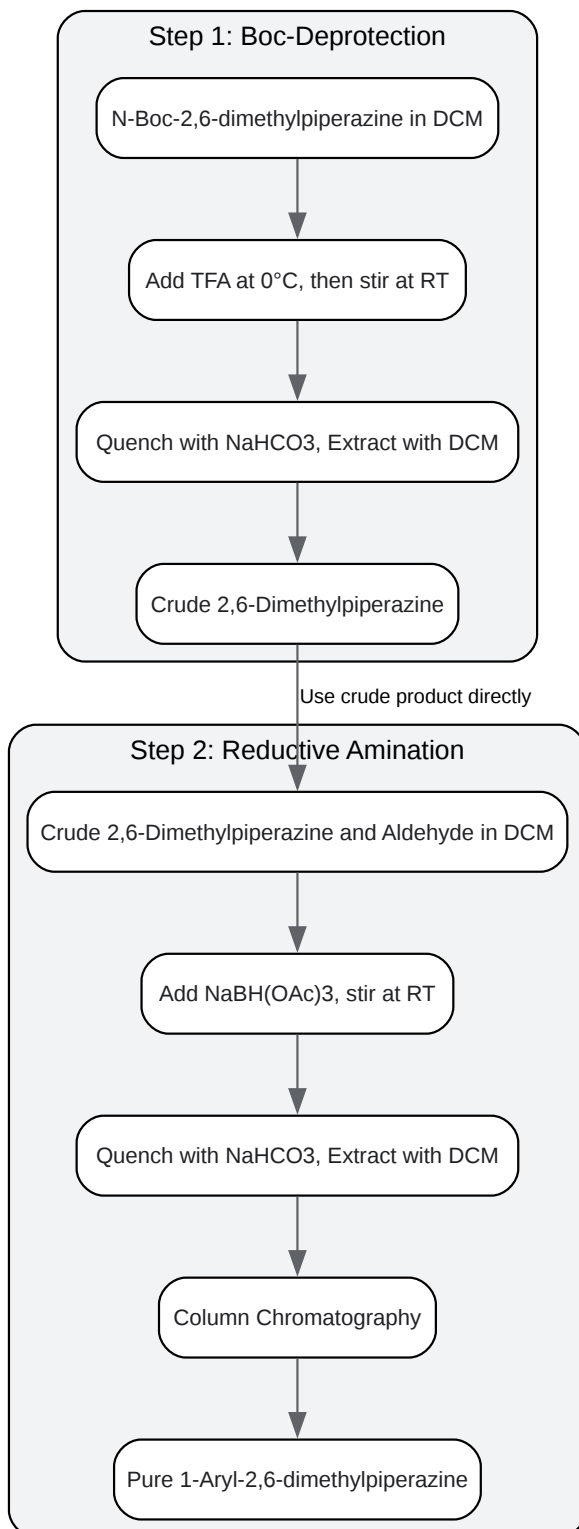 Step 1: Boc-Deprotection
N-Boc-2,6-dimethylpiperazine in DCM
Add TFA at 0°C, then stir at RT
Quench with NaHCO3, Extract with DCM
Crude 2,6-Dimethylpiperazine
Use crude product directly
Step 2: Reductive Amination
Crude 2,6-Dimethylpiperazine and Aldehyde in DCM
Add NaBH(OAc)3, stir at RT
Quench with NaHCO3, Extract with DCM
Column Chromatography
Pure 1-Aryl-2,6-dimethylpiperazine